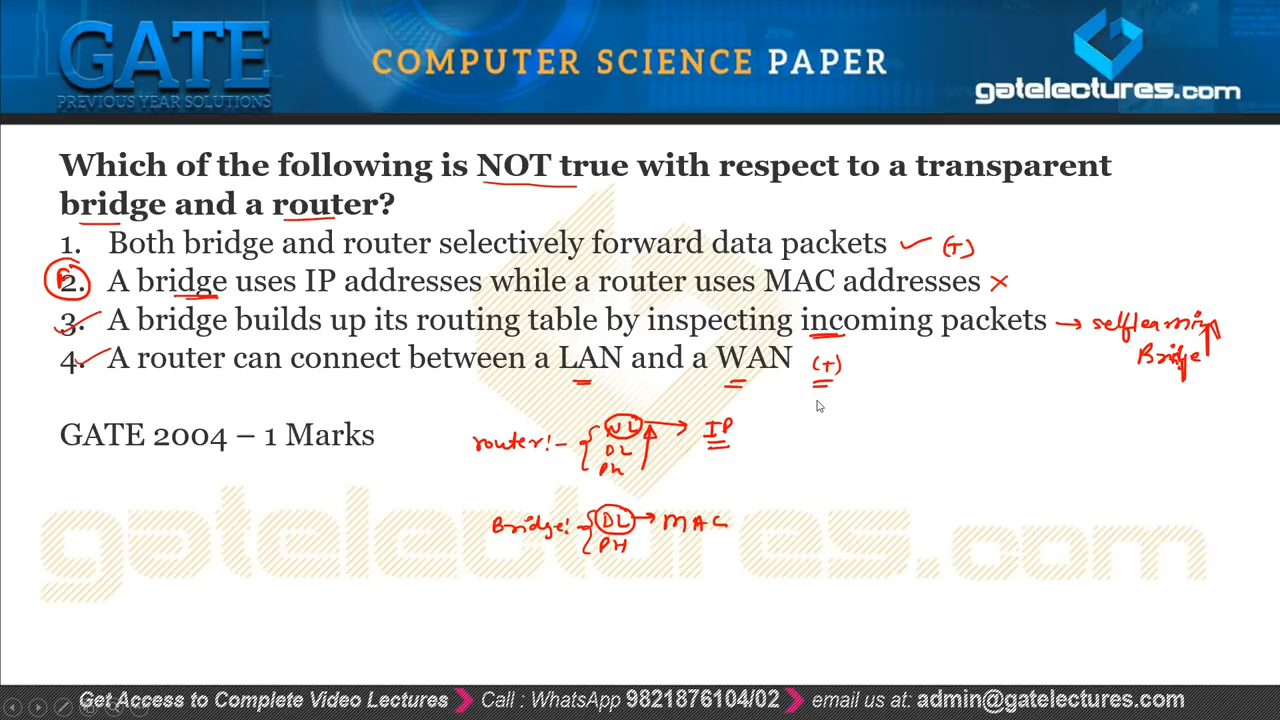 GATE
PREVIOUS YEAR SOLUTIONS
COMPUTER SCIENCE PAPER
gatelectures.com
Which of the following is NOT true with respect to a transparent
bridge and a router?
1. Both bridge and router selectively forward data packets (T)
2. A bridge uses IP addresses while a router uses MAC addresses
3. A bridge builds up its routing table by inspecting incoming packets → selflearning
Bridge
4. A router can connect between a LAN and a WAN (T)
GATE 2004 – 1 Marks
router:- NL → IP
DL
PH
Bridge:- DL → MAC
PH
gatelectures.com
Get Access to Complete Video Lectures Call : WhatsApp 9821876104/02 email us at: admin@gatelectures.com